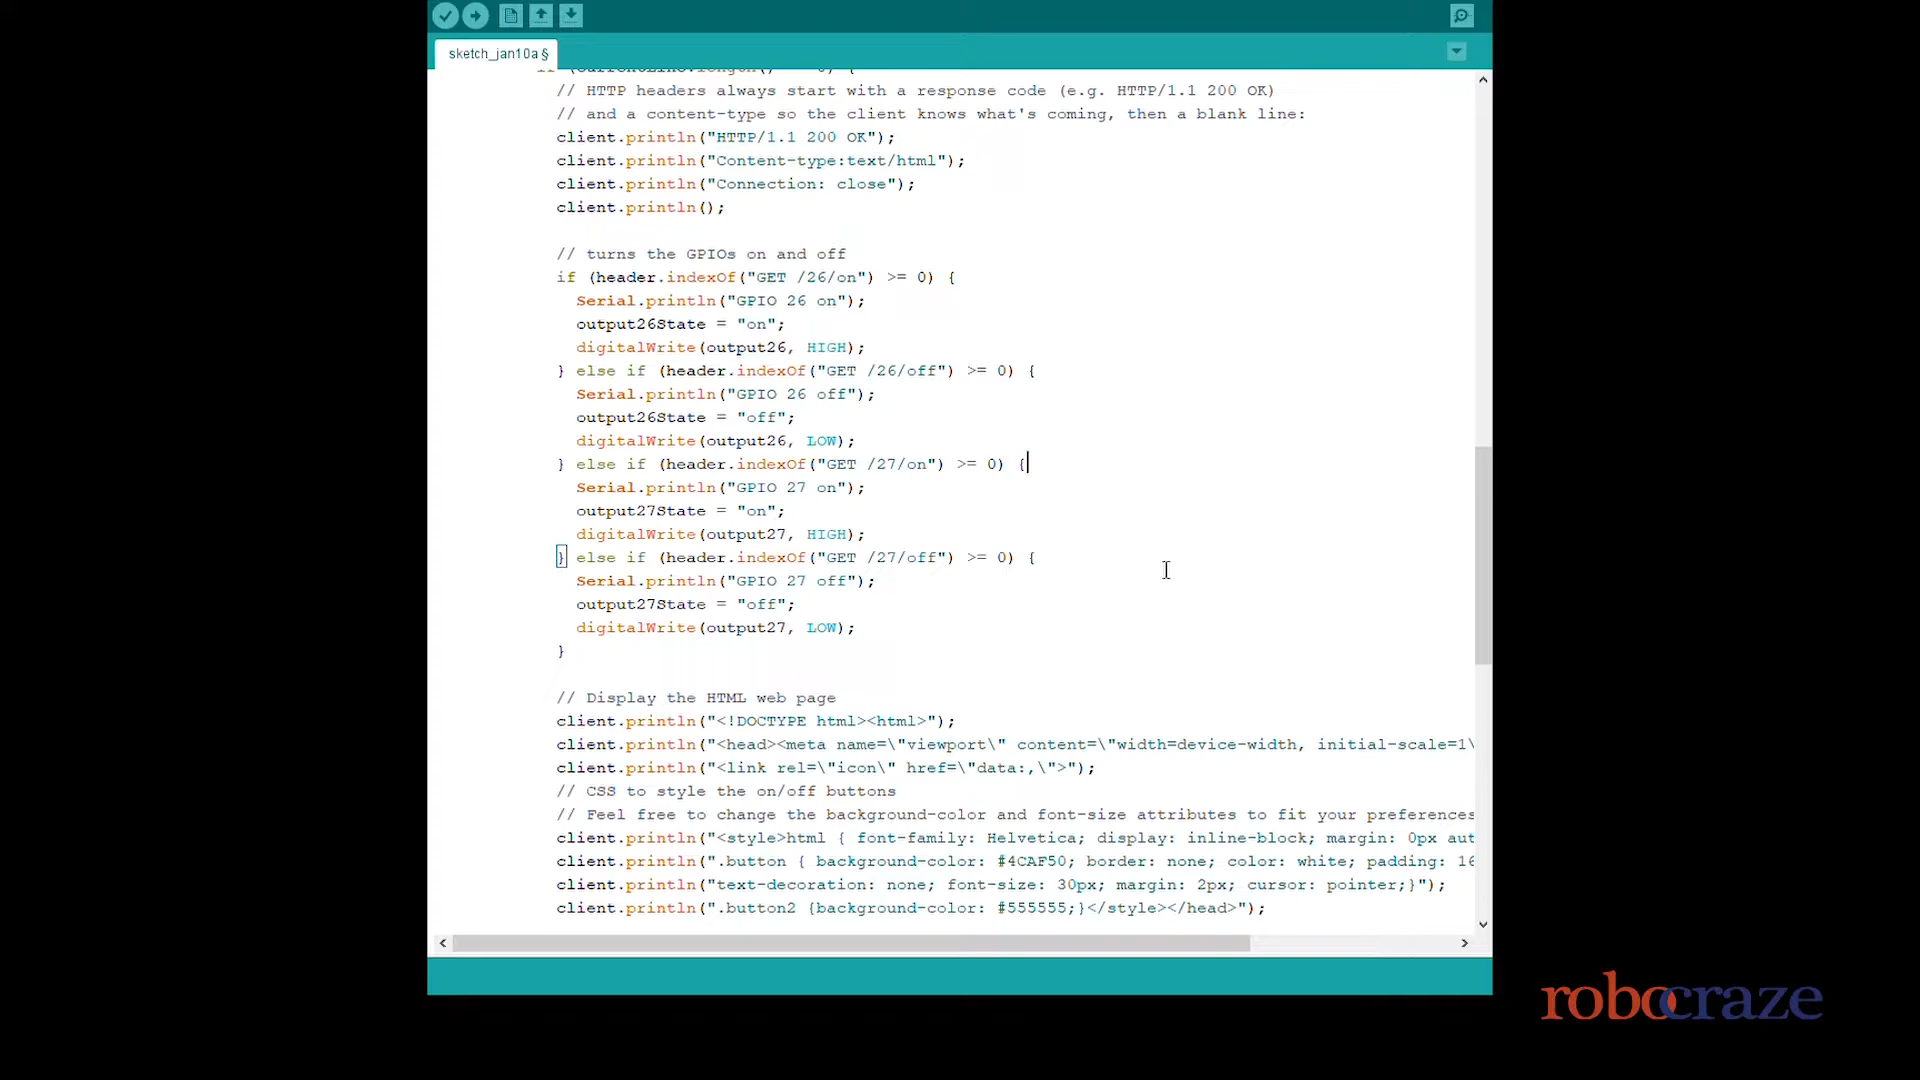 sketch_jan10a §
// HTTP headers always start with a response code (e.g. HTTP/1.1 200 OK)
// and a content-type so the client knows what's coming, then a blank line:
client.println("HTTP/1.1 200 OK");
client.println("Content-type:text/html");
client.println("Connection: close");
client.println();
// turns the GPIOs on and off
if (header.indexOf("GET /26/on") >= 0) {
Serial.println("GPIO 26 on");
output26State = "on";
digitalWrite(output26, HIGH);
} else if (header.indexOf("GET /26/off") >= 0) {
Serial.println("GPIO 26 off");
output26State = "off";
digitalWrite(output26, LOW);
} else if (header.indexOf("GET /27/on") >= 0) {
Serial.println("GPIO 27 on");
output27State = "on";
digitalWrite(output27, HIGH);
} else if (header.indexOf("GET /27/off") >= 0) {
Serial.println("GPIO 27 off");
output27State = "off";
digitalWrite(output27, LOW);
}
// Display the HTML web page
client.println("<!DOCTYPE html><html>");
client.println("<head><meta name=\"viewport\" content=\"width=device-width, initial-scale=1\
client.println("<link rel=\"icon\" href=\"data:,\">");
// CSS to style the on/off buttons
// Feel free to change the background-color and font-size attributes to fit your preferences
client.println("<style>html { font-family: Helvetica; display: inline-block; margin: 0px aut
client.println(".button { background-color: #4CAF50; border: none; color: white; padding: 16
client.println("text-decoration: none; font-size: 30px; margin: 2px; cursor: pointer;}");
client.println(".button2 {background-color: #555555;}</style></head>");
robocraze